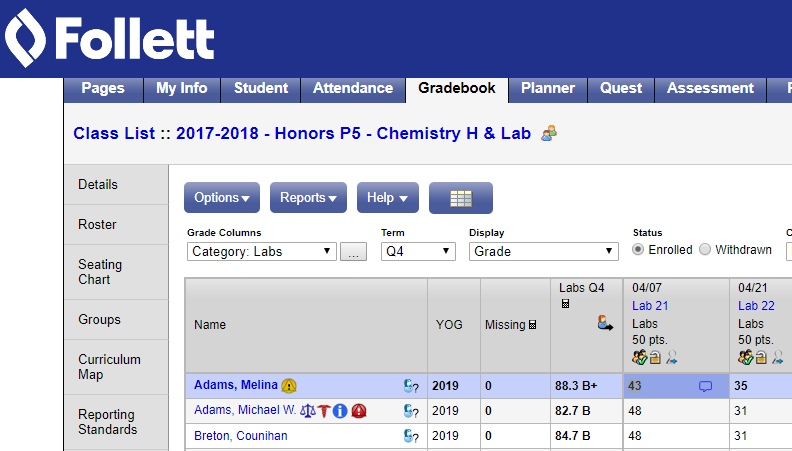 Follett
Pages My Info Student Attendance Gradebook Planner Quest Assessment
Class List :: 2017-2018 - Honors P5 - Chemistry H & Lab
Details
Roster
Seating
Chart
Groups
Curriculum
Map
Reporting
Standards
Options Reports Help
Grade Columns Term Display Status
Category: Labs ... Q4 Grade Enrolled Withdrawn
Name YOG Missing Labs Q4 04/07 04/21
Lab 21 Lab 22
Labs Labs
50 pts. 50 pts.
Adams, Melina ? 2019 0 88.3 B+ 43 35
Adams, Michael W. ? 2019 0 82.7 B 48 31
Breton, Counihan ? 2019 0 84.7 B 48 31